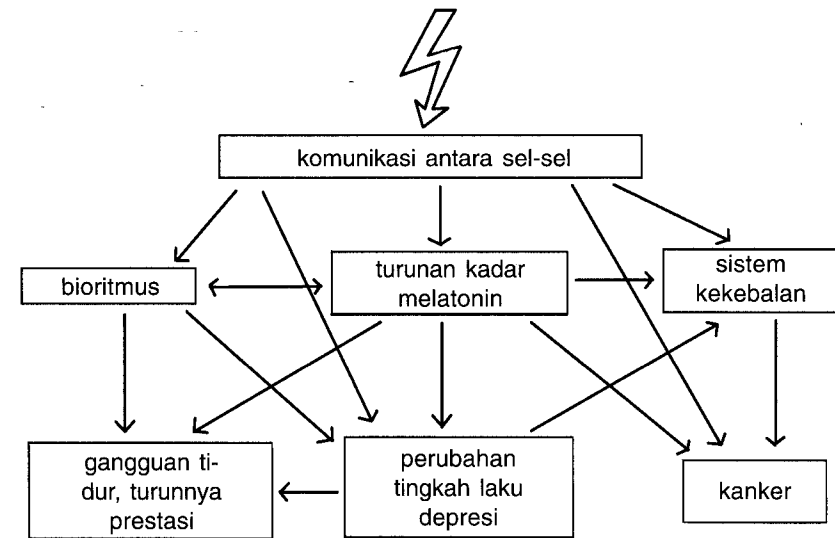 komunikasi antara sel-sel
bioritmus
turunan kadar
melatonin
sistem
kekebalan
gangguan ti-
dur, turunnya
prestasi
perubahan
tingkah laku
depresi
kanker